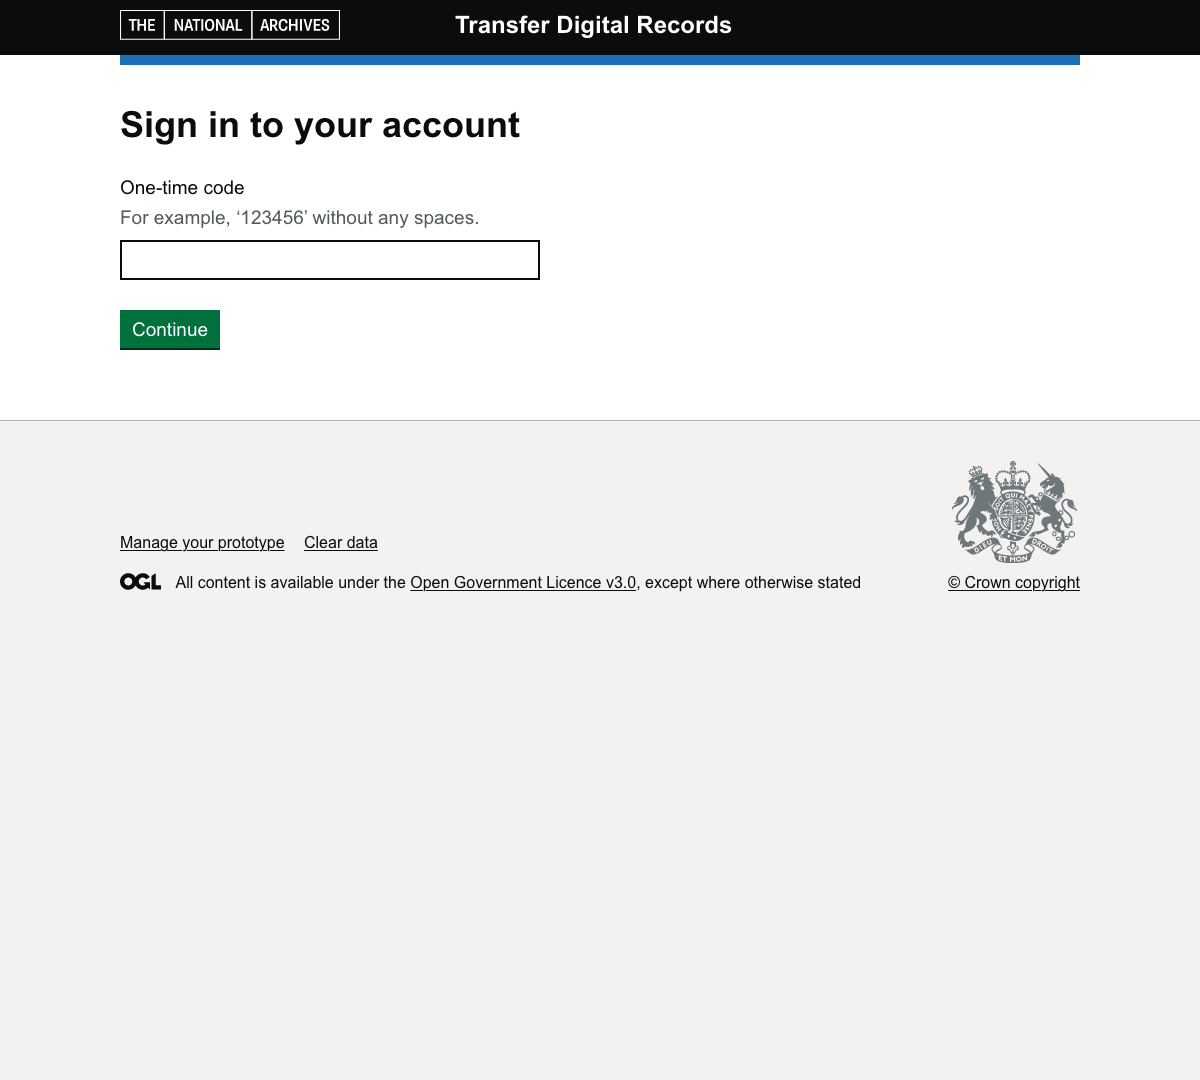 THE NATIONAL ARCHIVES
Transfer Digital Records
Sign in to your account
One-time code
For example, ‘123456’ without any spaces.
Continue
Manage your prototype
Clear data
OGL
All content is available under the Open Government Licence v3.0, except where otherwise stated
DIEU ET MON DROIT
© Crown copyright